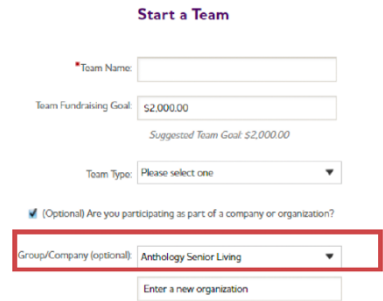 Start a Team
*Team Name:
Team Fundraising Goal: $2,000.00
Suggested Team Goal: $2,000.00
Team Type: Please select one
(Optional) Are you participating as part of a company or organization?
Group/Company (optional): Anthology Senior Living
Enter a new organization